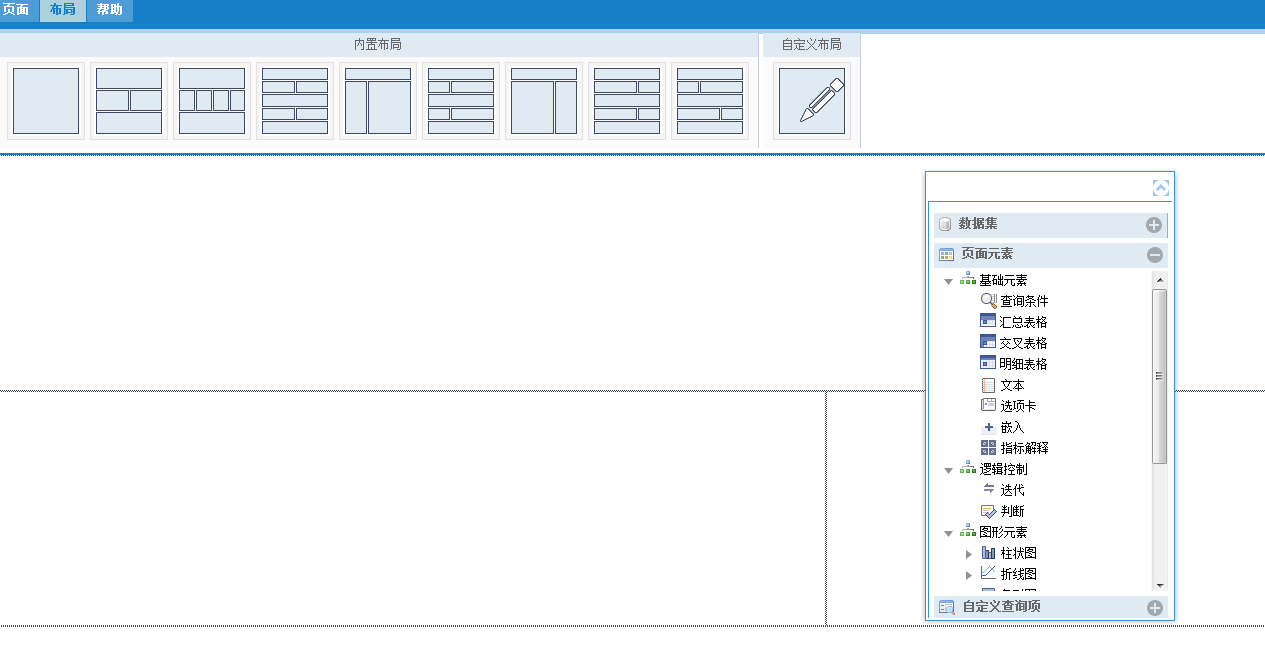 页面 布局 帮助
内置布局 自定义布局
数据集
页面元素
基础元素
查询条件
汇总表格
交叉表格
明细表格
文本
选项卡
嵌入
指标解释
逻辑控制
迭代
判断
图形元素
柱状图
折线图
自定义查询项